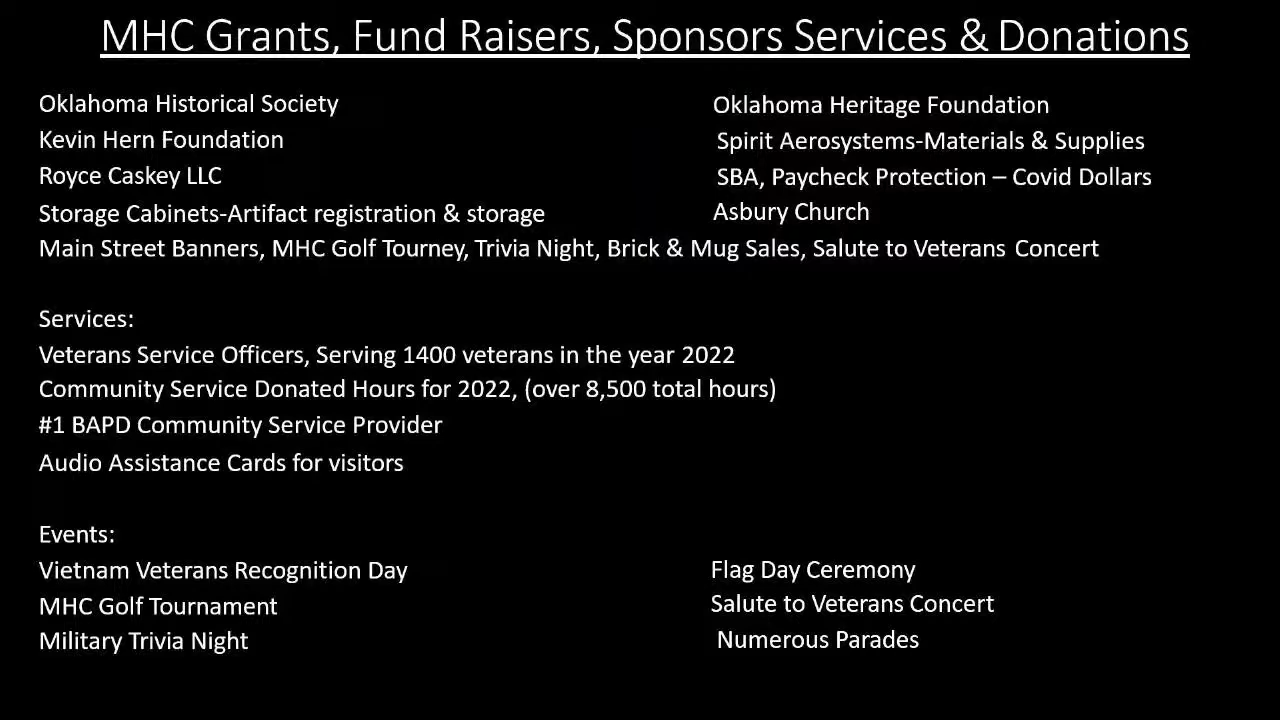 MHC Grants, Fund Raisers, Sponsors Services & Donations
Oklahoma Historical Society
Oklahoma Heritage Foundation
Kevin Hern Foundation
Spirit Aerosystems-Materials & Supplies
Royce Caskey LLC
SBA, Paycheck Protection – Covid Dollars
Storage Cabinets-Artifact registration & storage
Asbury Church
Main Street Banners, MHC Golf Tourney, Trivia Night, Brick & Mug Sales, Salute to Veterans Concert
Services:
Veterans Service Officers, Serving 1400 veterans in the year 2022
Community Service Donated Hours for 2022, (over 8,500 total hours)
#1 BAPD Community Service Provider
Audio Assistance Cards for visitors
Events:
Vietnam Veterans Recognition Day
Flag Day Ceremony
MHC Golf Tournament
Salute to Veterans Concert
Military Trivia Night
Numerous Parades